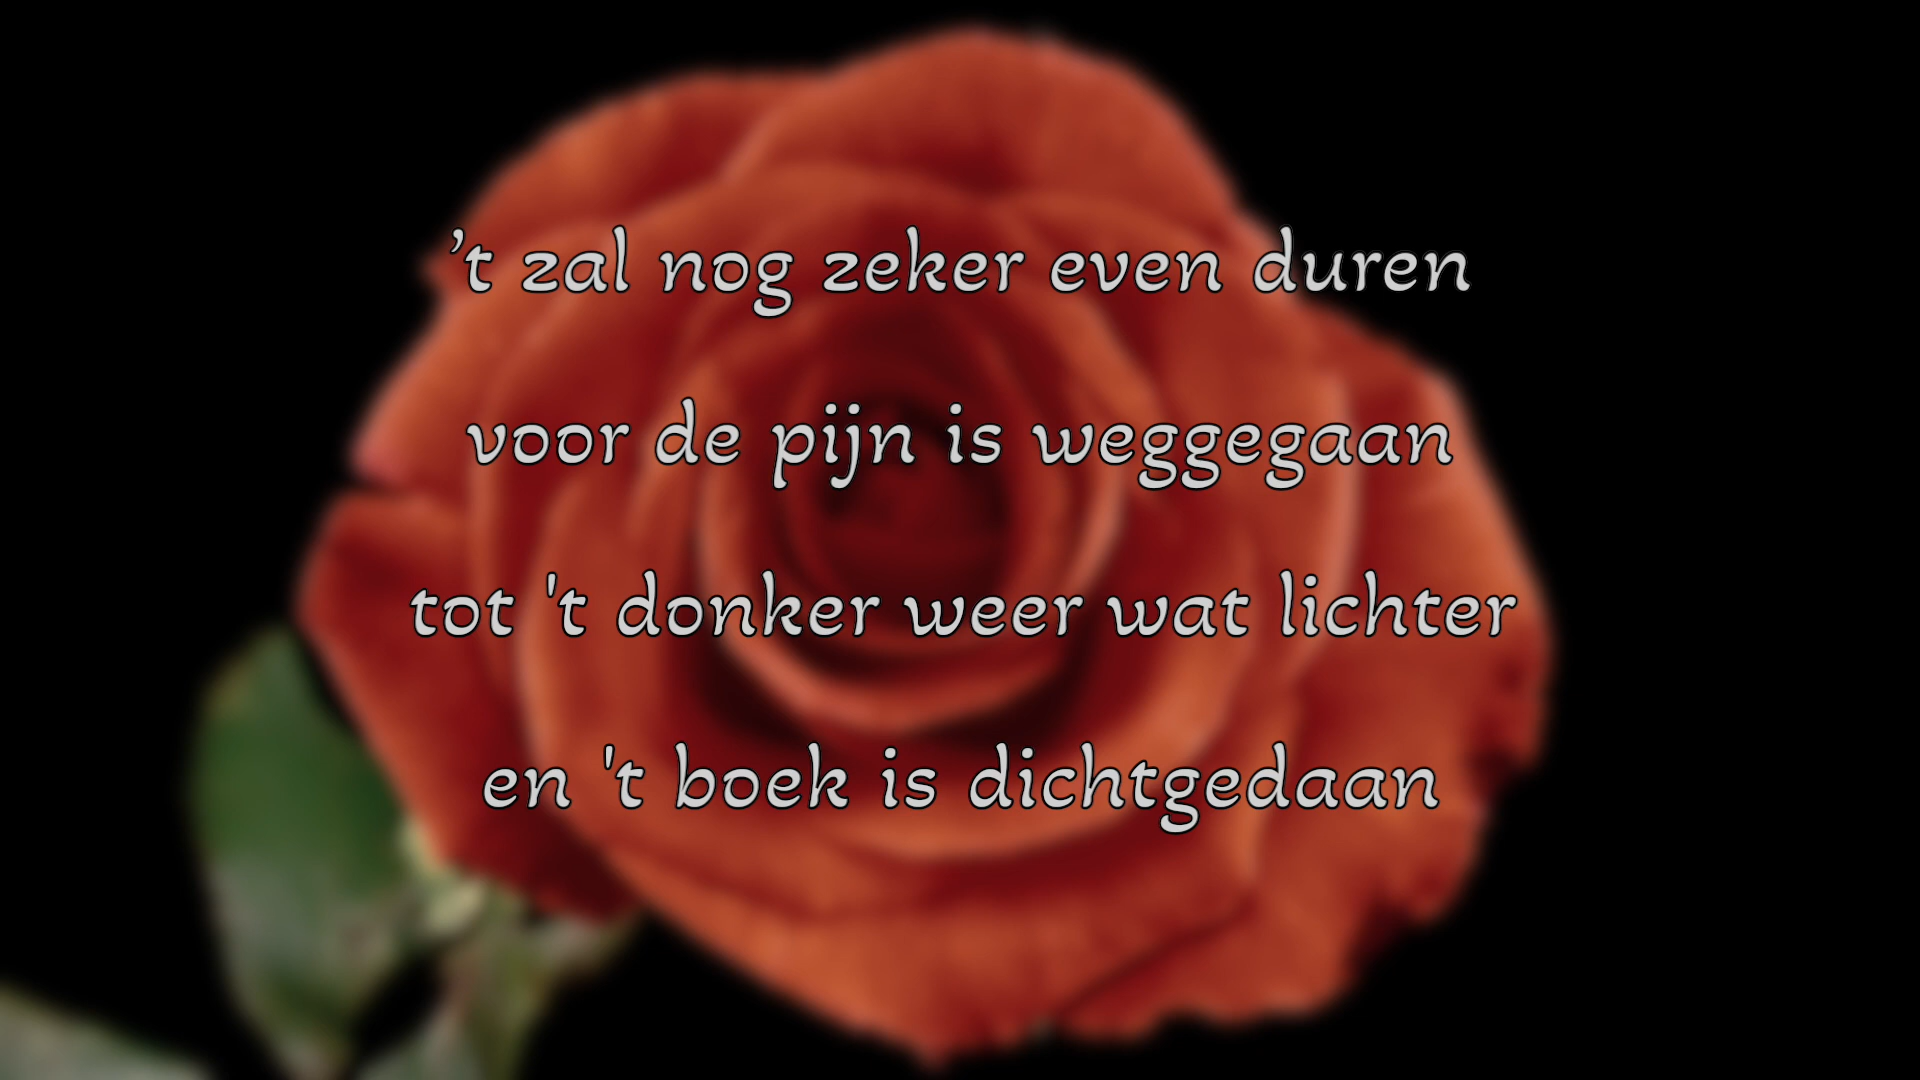 ’t zal nog zeker even duren
voor de pijn is weggegaan
tot 't donker weer wat lichter
en 't boek is dichtgedaan